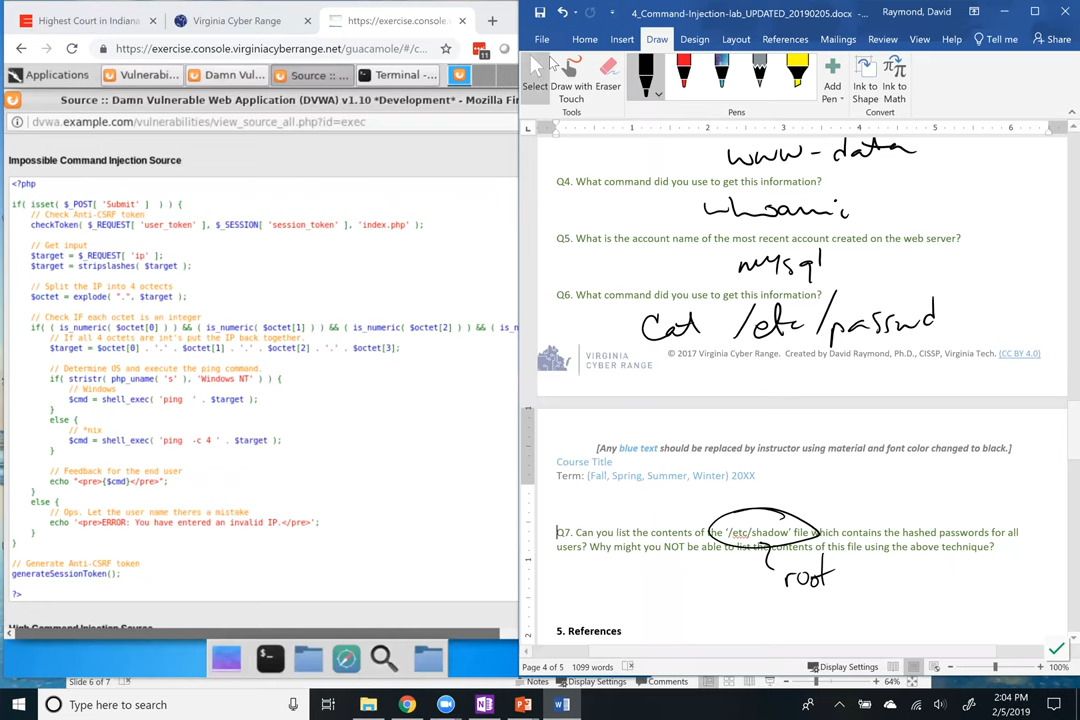 Highest Court in Indiana
Virginia Cyber Range
https://exercise.console.v
https://exercise.console.virginiacyberrange.net/guacamole/#/c...
11
Applications
Vulnerabi...
Damn Vul...
Source :: ...
Terminal - ...
Source :: Damn Vulnerable Web Application (DVWA) v1.10 *Development* - Mozilla Fir
dvwa.example.com/vulnerabilities/view_source_all.php?id=exec
Impossible Command Injection Source
<?php
if( isset( $_POST[ 'Submit' ]  ) ) {
// Check Anti-CSRF token
checkToken( $_REQUEST[ 'user_token' ], $_SESSION[ 'session_token' ], 'index.php' );
// Get input
$target = $_REQUEST[ 'ip' ];
$target = stripslashes( $target );
// Split the IP into 4 octects
$octet = explode( ".", $target );
// Check IF each octet is an integer
if( ( is_numeric( $octet[0] ) ) && ( is_numeric( $octet[1] ) ) && ( is_numeric( $octet[2] ) ) && ( is
// If all 4 octets are int's put the IP back together.
$target = $octet[0] . '.' . $octet[1] . '.' . $octet[2] . '.' . $octet[3];
// Determine OS and execute the ping command.
if( stristr( php_uname( 's' ), 'Windows NT' ) ) {
// Windows
$cmd = shell_exec( 'ping  ' . $target );
}
else {
// *nix
$cmd = shell_exec( 'ping  -c 4 ' . $target );
}
// Feedback for the end user
echo "<pre>{$cmd}</pre>";
}
else {
// Ops. Let the user name theres a mistake
echo '<pre>ERROR: You have entered an invalid IP.</pre>';
}
}
// Generate Anti-CSRF token
generateSessionToken();
?>
High Command Injection Source
4_Command-Injection-lab_UPDATED_20190205.docx
Raymond, David
File Home Insert Draw Design Layout References Mailings Review View Help Tell me Share
Select
Draw with Touch
Eraser
Add Pen
Ink to Shape
Ink to Math
Tools
Pens
Convert
1 2 3 4 5 6
www-data
Q4. What command did you use to get this information?
whoami
Q5. What is the account name of the most recent account created on the web server?
mysql
Q6. What command did you use to get this information?
Cat /etc/passwd
VIRGINIA
CYBER RANGE
© 2017 Virginia Cyber Range.  Created by David Raymond, Ph.D., CISSP, Virginia Tech. (CC BY 4.0)
[Any blue text should be replaced by instructor using material and font color changed to black.]
Course Title
Term: (Fall, Spring, Summer, Winter) 20XX
Q7. Can you list the contents of the '/etc/shadow' file which contains the hashed passwords for all
users? Why might you NOT be able to list the contents of this file using the above technique?
root
5. References
Page 4 of 5
1099 words
Display Settings
100%
Slide 6 of 7
Notes
Display Settings
Comments
64%
Type here to search
2:04 PM
2/5/2019